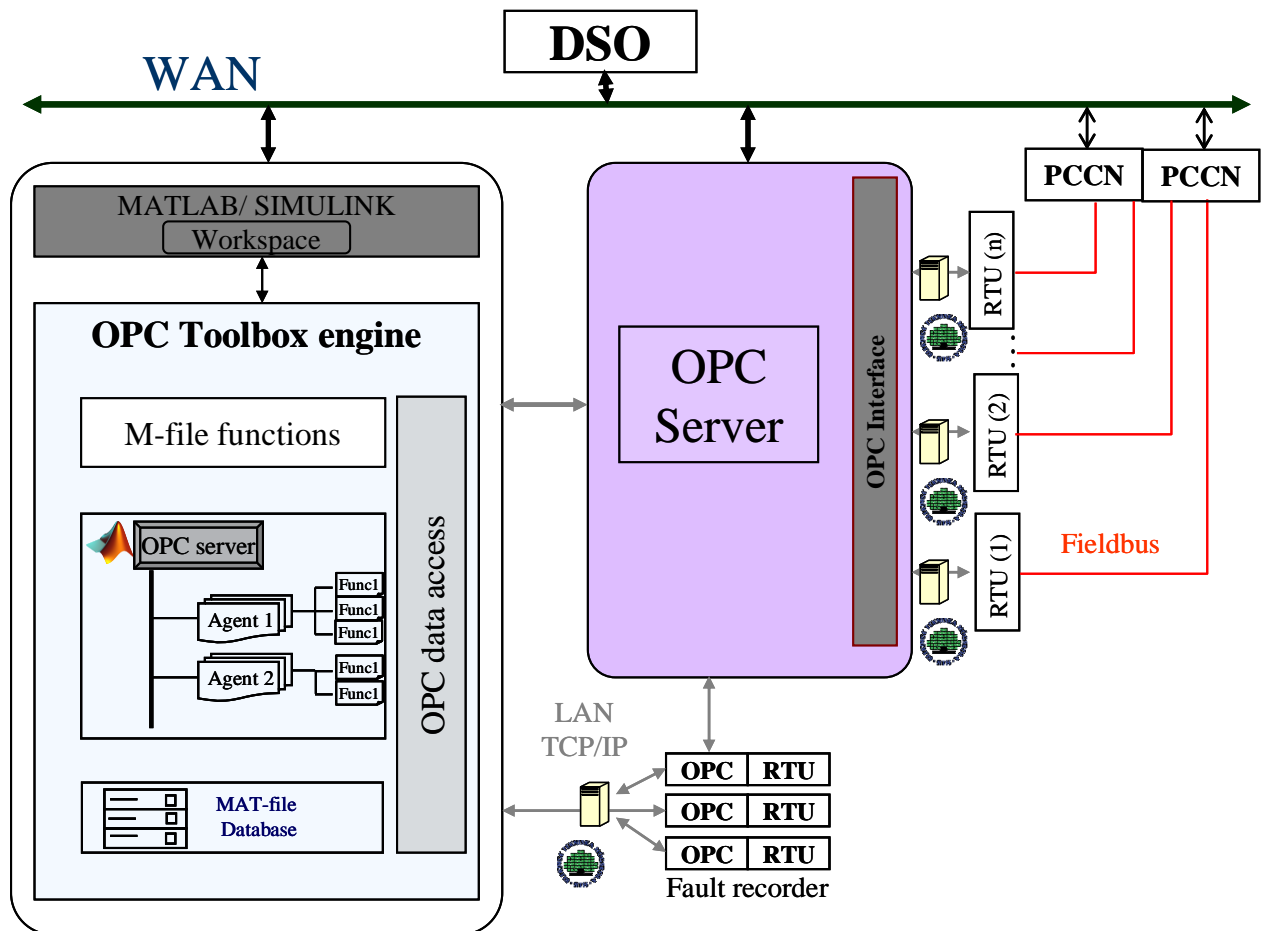 DSO
WAN
PCCN
PCCN
MATLAB/ SIMULINK
Workspace
OPC Toolbox engine
M-file functions
OPC server
Agent 1
Func1
Func1
Func1
Agent 2
Func1
Func1
MAT-file
Database
OPC data access
OPC
Server
OPC Interface
RTU (n)
RTU (2)
RTU (1)
Fieldbus
LAN
TCP/IP
OPC RTU
OPC RTU
OPC RTU
Fault recorder